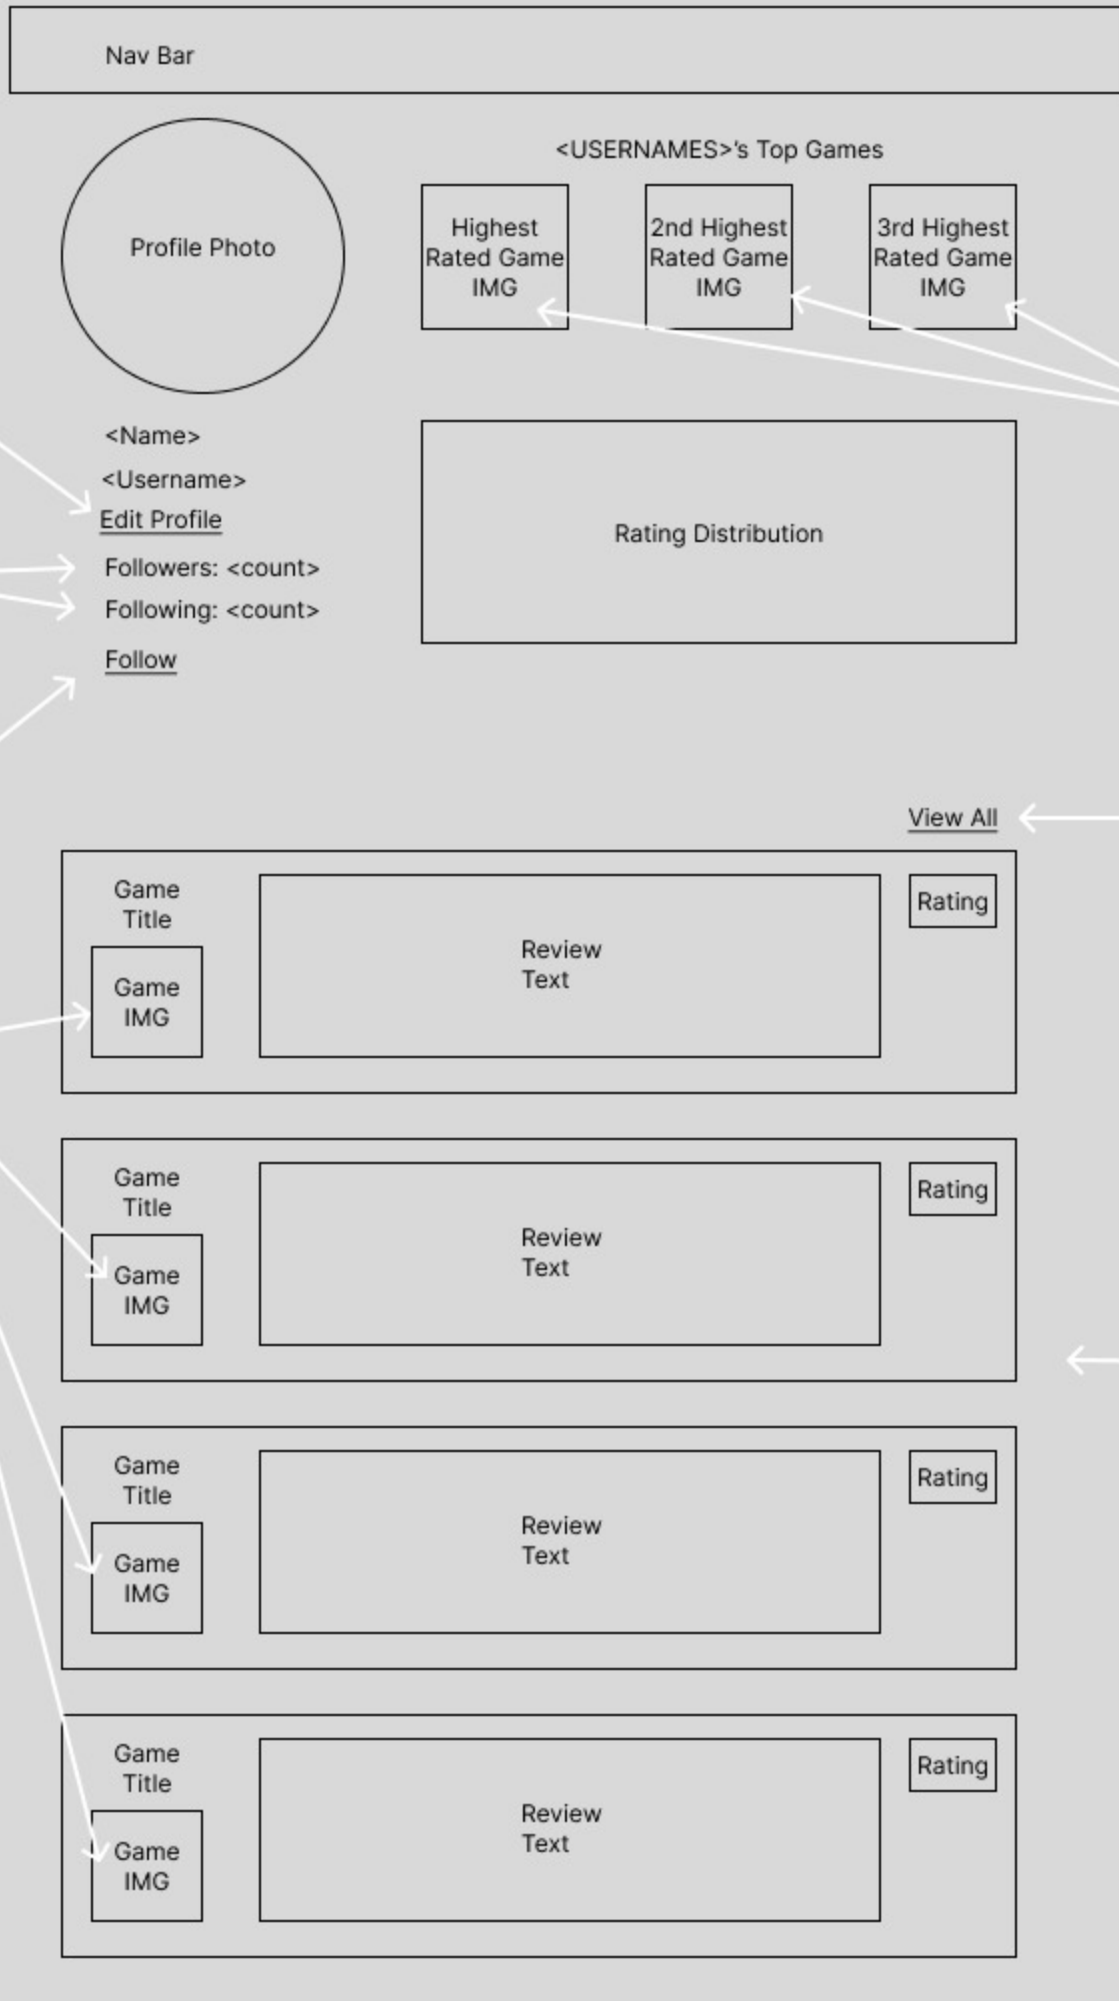 Nav Bar
Profile Photo
<Name>
<Username>
Edit Profile
Followers: <count>
Following: <count>
Follow
<USERNAMES>'s Top Games
Highest
Rated Game
IMG
2nd Highest
Rated Game
IMG
3rd Highest
Rated Game
IMG
Rating Distribution
View All
Game
Title
Game
IMG
Review
Text
Rating
Game
Title
Game
IMG
Review
Text
Rating
Game
Title
Game
IMG
Review
Text
Rating
Game
Title
Game
IMG
Review
Text
Rating